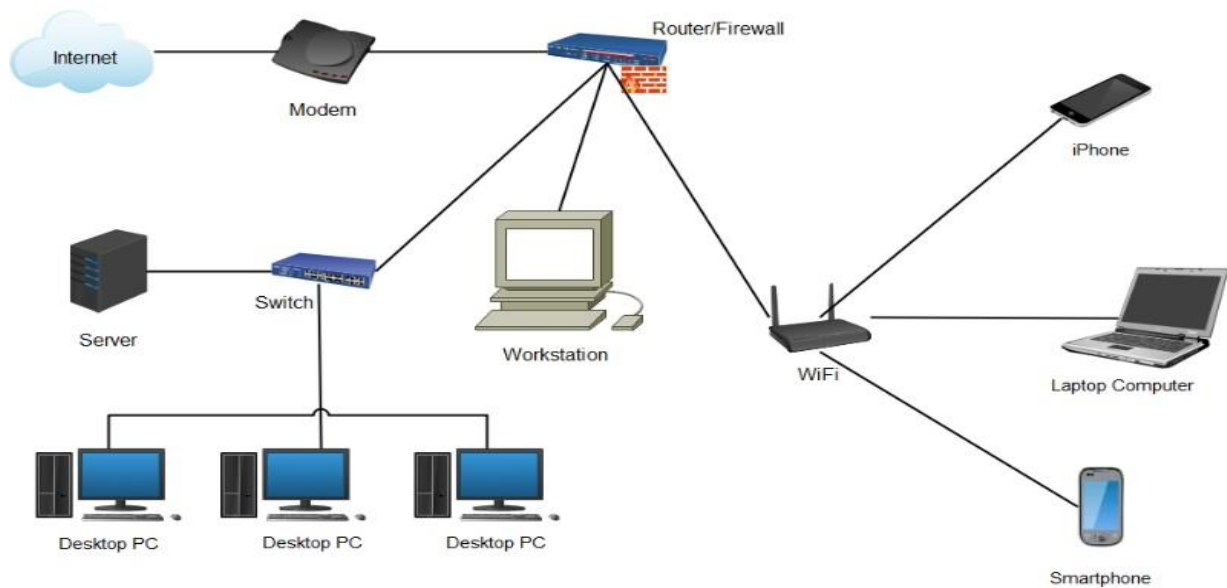 Internet
Modem
Router/Firewall
iPhone
Server
Switch
Workstation
WiFi
Laptop Computer
Desktop PC
Desktop PC
Desktop PC
Smartphone